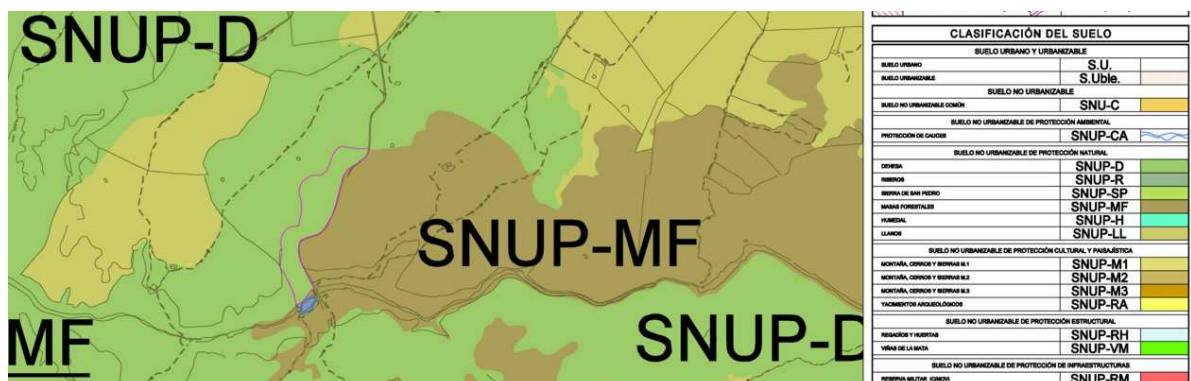 SNUP-D
SNUP-MF
MF
SNUP-D
CLASIFICACIÓN DEL SUELO
SUELO URBANO Y URBANIZABLE
SUELO URBANO S.U.
SUELO URBANIZABLE S.Uble.
SUELO NO URBANIZABLE
SUELO NO URBANIZABLE COMÚN SNU-C
SUELO NO URBANIZABLE DE PROTECCIÓN AMBIENTAL
PROTECCIÓN DE CAUCES SNUP-CA
SUELO NO URBANIZABLE DE PROTECCIÓN NATURAL
DEHESA SNUP-D
RIBEROS SNUP-R
SIERRA DE SAN PEDRO SNUP-SP
MASAS FORESTALES SNUP-MF
HUMEDAL SNUP-H
LLANOS SNUP-LL
SUELO NO URBANIZABLE DE PROTECCIÓN CULTURAL Y PAISAJÍSTICA
MONTAÑA, CERROS Y SIERRAS M.1 SNUP-M1
MONTAÑA, CERROS Y SIERRAS M.2 SNUP-M2
MONTAÑA, CERROS Y SIERRAS M.3 SNUP-M3
YACIMIENTOS ARQUEOLÓGICOS SNUP-RA
SUELO NO URBANIZABLE DE PROTECCIÓN ESTRUCTURAL
REGADÍOS Y HUERTAS SNUP-RH
VIÑAS DE LA MATA SNUP-VM
SUELO NO URBANIZABLE DE PROTECCIÓN DE INFRAESTRUCTURAS
RESERVA MILITAR (CIMOV) SNUP-RM